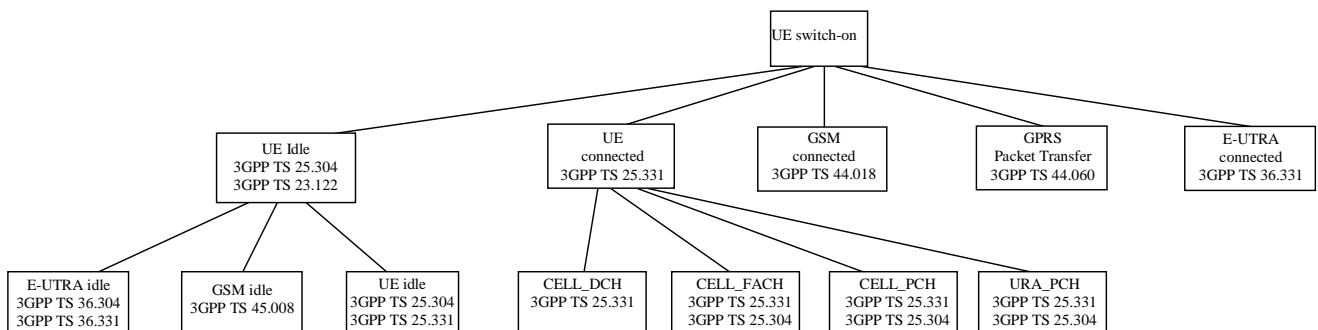 UE switch-on
UE Idle
3GPP TS 25.304
3GPP TS 23.122
UE
connected
3GPP TS 25.331
GSM
connected
3GPP TS 44.018
GPRS
Packet Transfer
3GPP TS 44.060
E-UTRA
connected
3GPP TS 36.331
E-UTRA idle
3GPP TS 36.304
3GPP TS 36.331
GSM idle
3GPP TS 45.008
UE idle
3GPP TS 25.304
3GPP TS 25.331
CELL_DCH
3GPP TS 25.331
CELL_FACH
3GPP TS 25.331
3GPP TS 25.304
CELL_PCH
3GPP TS 25.331
3GPP TS 25.304
URA_PCH
3GPP TS 25.331
3GPP TS 25.304